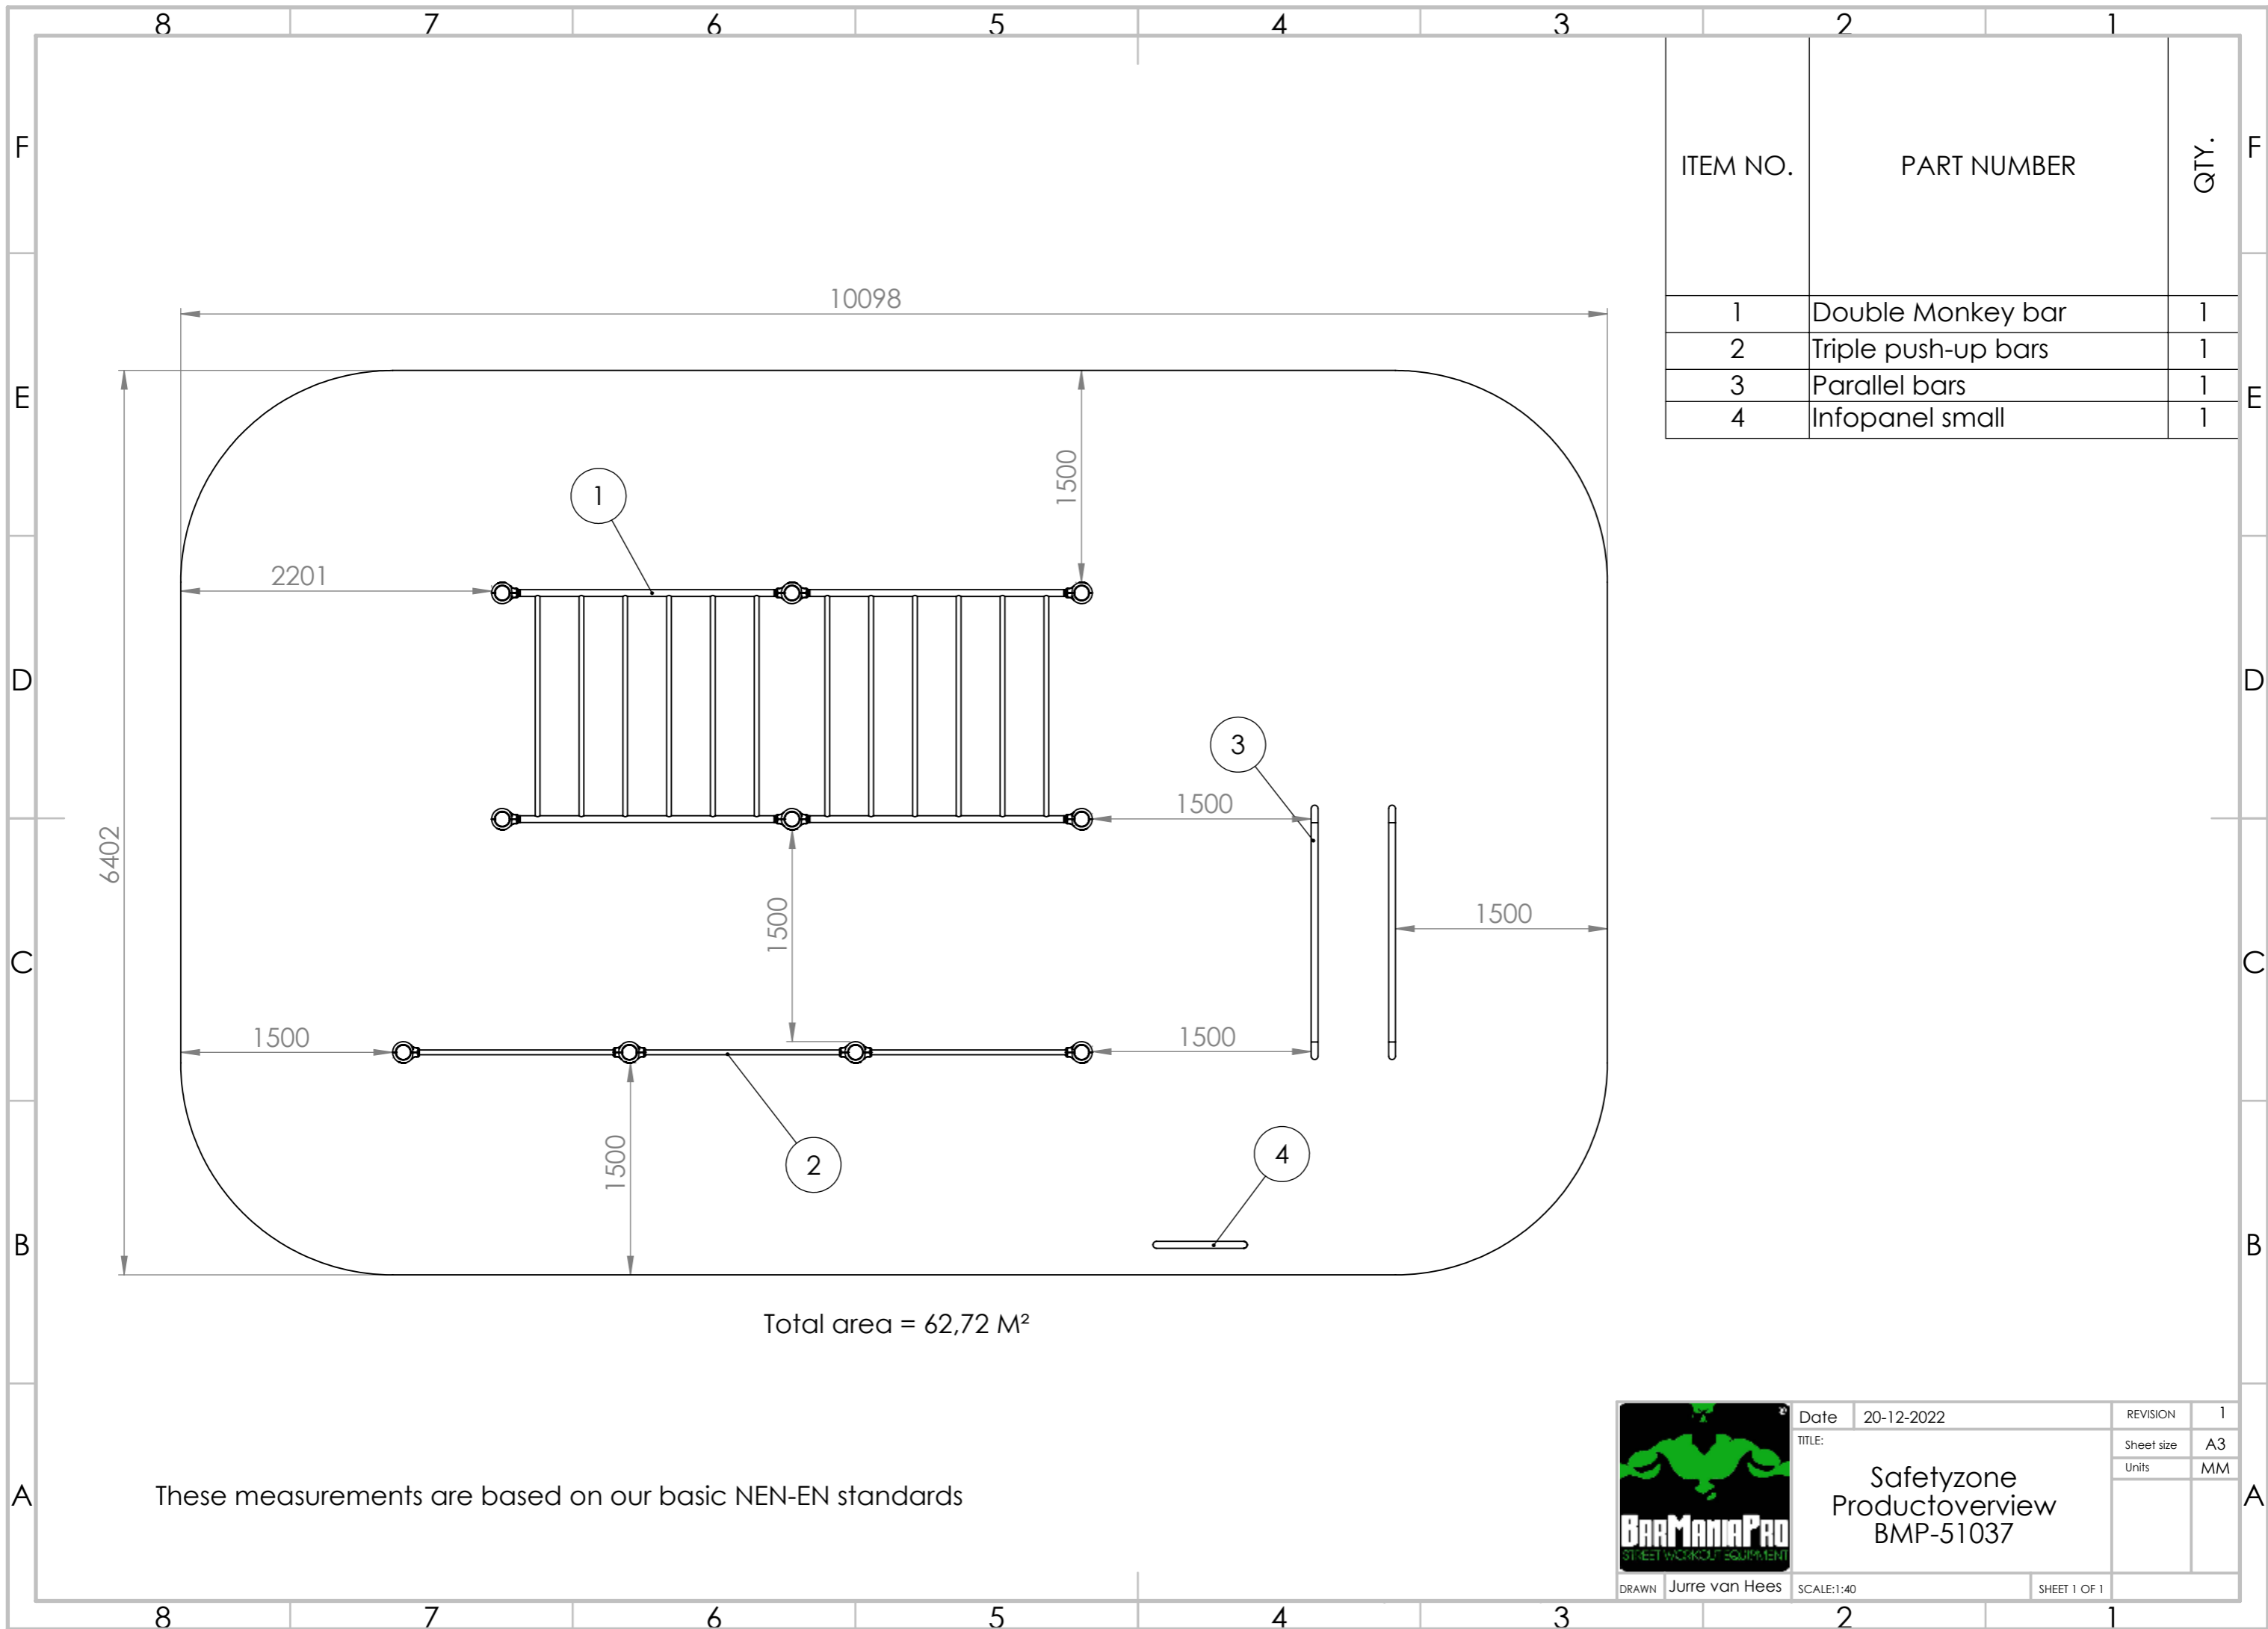 8 7 6 5 4 3 2 1
F F
ITEM NO. PART NUMBER QTY.
1 Double Monkey bar 1
2 Triple push-up bars 1
3 Parallel bars 1
4 Infopanel small 1
E E
10098
1500
1
2201
D D
3
1500
6402
1500
1500
C C
1500
1500
1500
2
4
B B
Total area = 62,72 M²
A A
These measurements are based on our basic NEN-EN standards
BARMANIAPRO
STREET WORKOUT EQUIPMENT
Date 20-12-2022
REVISION 1
TITLE:
Sheet size A3
Units MM
Safetyzone
Productoverview
BMP-51037
DRAWN Jurre van Hees
SCALE:1:40
SHEET 1 OF 1
8 7 6 5 4 3 2 1